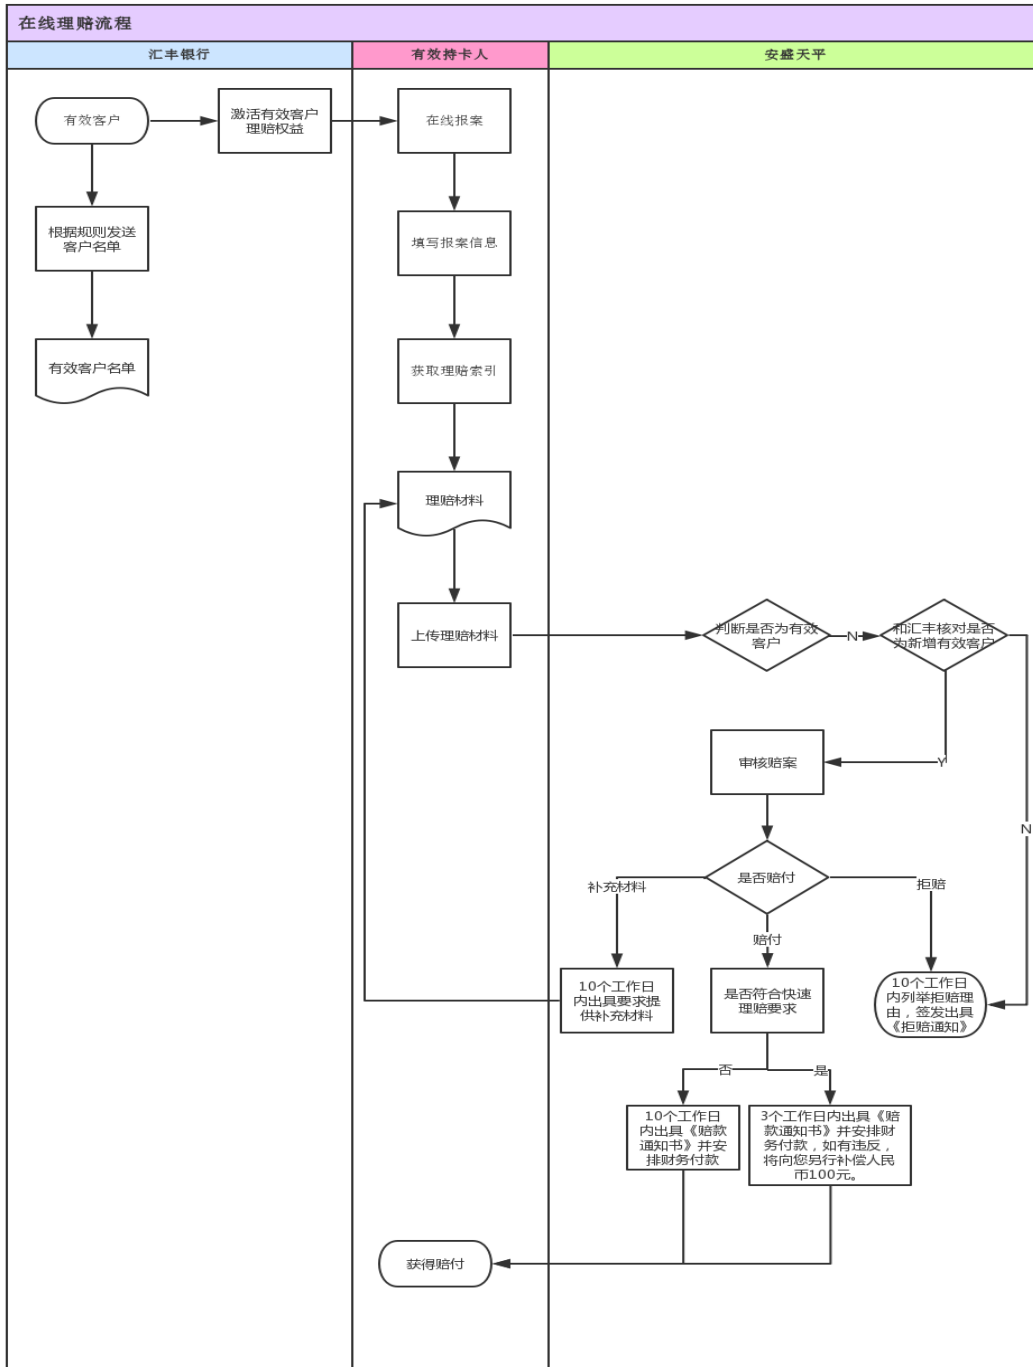 在线理赔流程
汇丰银行
有效持卡人
安盛天平
有效客户
激活有效客户
理赔权益
在线报案
根据规则发送
客户名单
填写报案信息
有效客户名单
获取理赔索引
理赔材料
上传理赔材料
判断是否为有效
客户
N
和汇丰核对是否
为新增有效客户
审核赔案
Y
N
是否赔付
补充材料
拒赔
赔付
10个工作日
内出具要求提
供补充材料
是否符合快速
理赔要求
10个工作日
内列举拒赔理
由，签发出具
《拒赔通知》
否
是
10个工作日
内出具《赔款
通知书》并安
排财务付款
3个工作日内出具《赔
款通知书》并安排财
务付款，如有违反，
将向您另行补偿人民
币100元。
获得赔付